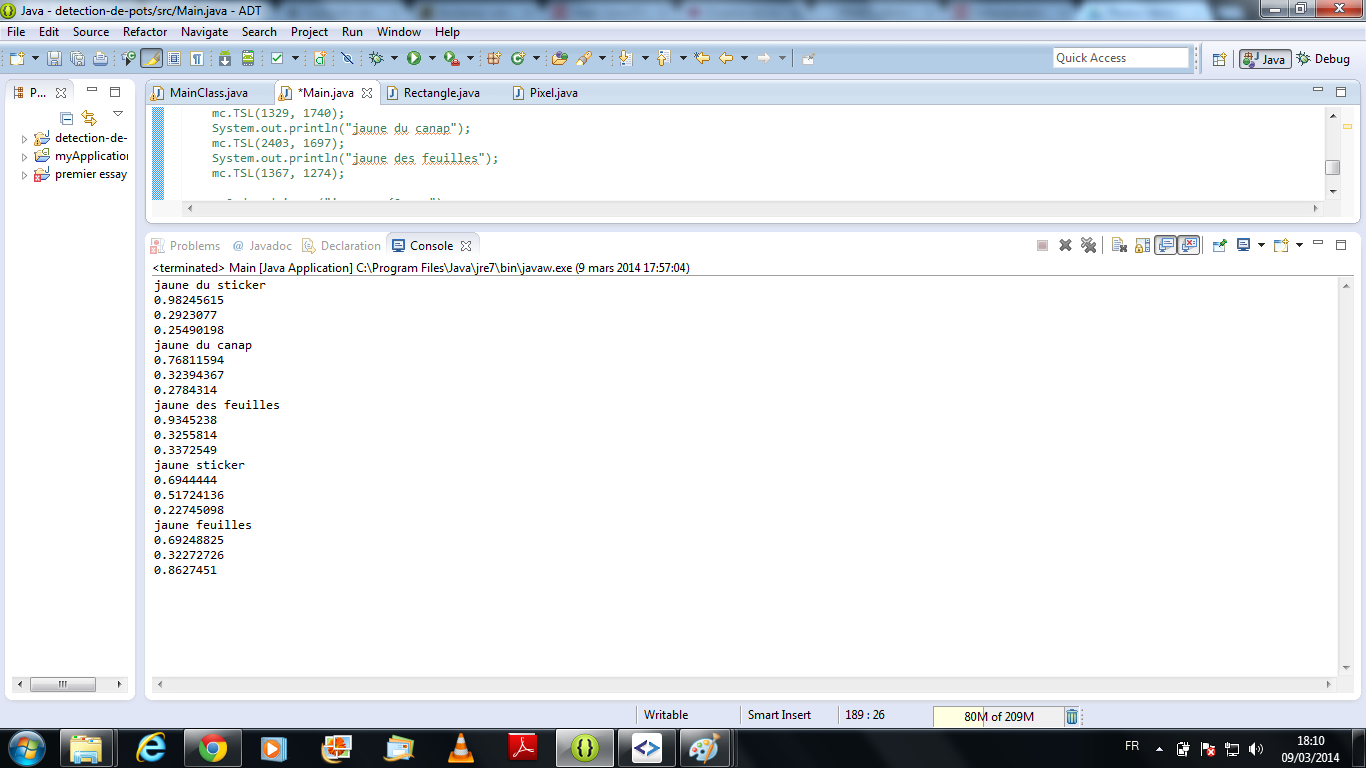 Java - detection-de-pots/src/Main.java - ADT
File Edit Source Refactor Navigate Search Project Run Window Help
Quick Access
Java
Debug
P...
MainClass.java
*Main.java
Rectangle.java
Pixel.java
detection-de-
myApplication
premier essay
mc.TSL(1329, 1740);
System.out.println("jaune du canap");
mc.TSL(2403, 1697);
System.out.println("jaune des feuilles");
mc.TSL(1367, 1274);
Problems @ Javadoc Declaration Console
<terminated> Main [Java Application] C:\Program Files\Java\jre7\bin\javaw.exe (9 mars 2014 17:57:04)
jaune du sticker
0.98245615
0.2923077
0.25490198
jaune du canap
0.76811594
0.32394367
0.2784314
jaune des feuilles
0.9345238
0.3255814
0.3372549
jaune sticker
0.6944444
0.51724136
0.22745098
jaune feuilles
0.69248825
0.32272726
0.8627451
Writable
Smart Insert
189 : 26
80M of 209M
FR
18:10
09/03/2014